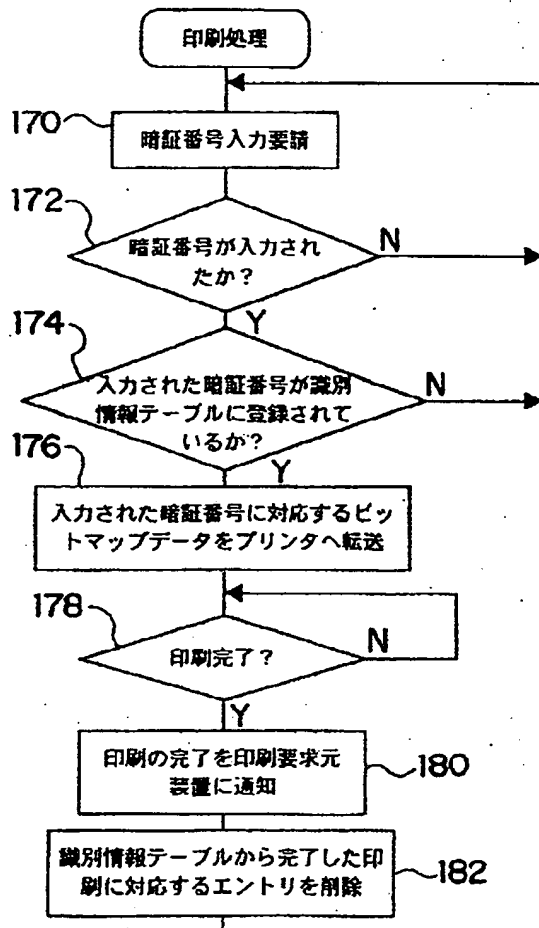 印刷処理
170
暗証番号入力要請
172
暗証番号が入力され
たか？
N
Y
174
入力された暗証番号が識別
情報テーブルに登録されて
いるか？
N
Y
176
入力された暗証番号に対応するビッ
トマップデータをプリンタへ転送
178
印刷完了？
N
Y
印刷の完了を印刷要求元
装置に通知
180
識別情報テーブルから完了した印
刷に対応するエントリを削除
182